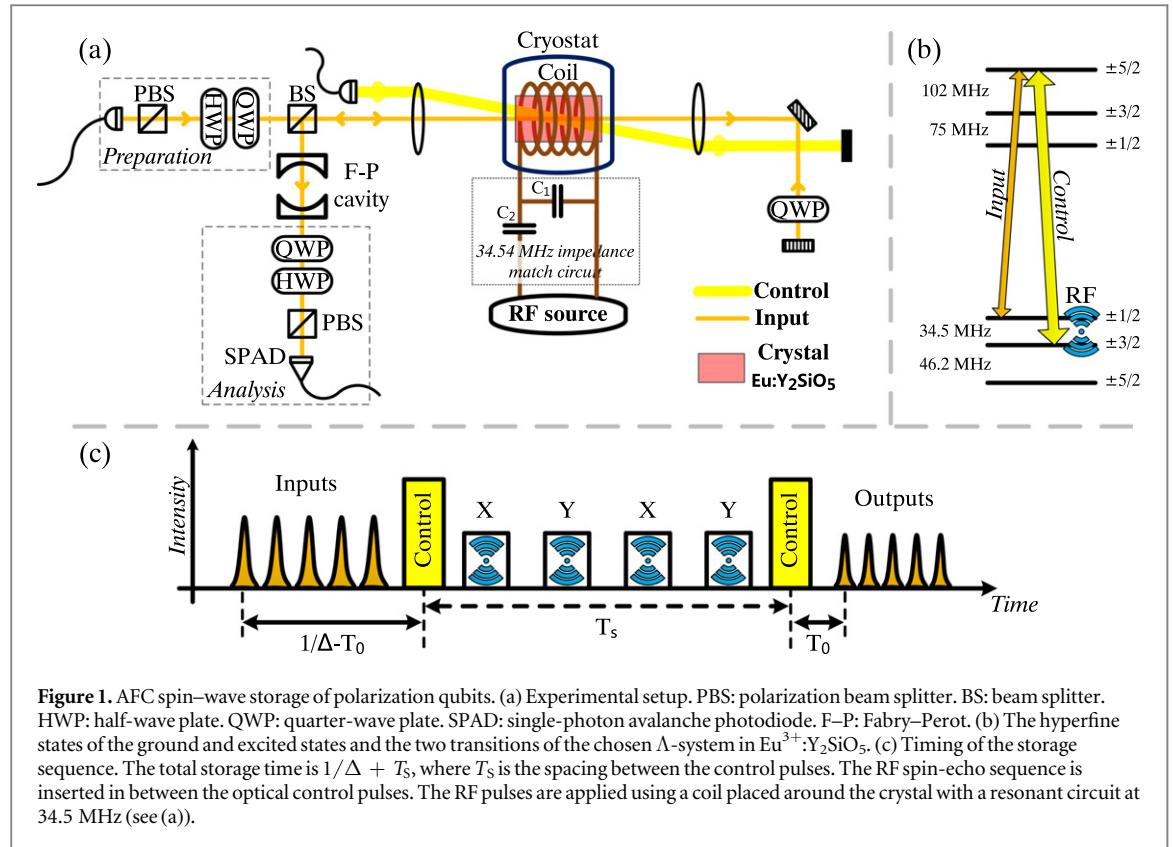 (a)
Cryostat
Coil
PBS
HWP
QWP
BS
Preparation
F-P
cavity
QWP
HWP
PBS
SPAD
Analysis
C1
C2
34.54 MHz impedance
match circuit
RF source
QWP
Control
Input
Crystal
Eu:Y2SiO5
(b)
±5/2
102 MHz
±3/2
75 MHz
±1/2
Input
Control
RF
±1/2
34.5 MHz
±3/2
46.2 MHz
±5/2
(c)
Intensity
Inputs
Control
X
Y
X
Y
Control
Outputs
Time
1/Δ-T0
Ts
T0
Figure 1. AFC spin–wave storage of polarization qubits. (a) Experimental setup. PBS: polarization beam splitter. BS: beam splitter.
HWP: half-wave plate. QWP: quarter-wave plate. SPAD: single-photon avalanche photodiode. F–P: Fabry–Perot. (b) The hyperfine
states of the ground and excited states and the two transitions of the chosen Λ-system in Eu3+:Y2SiO5. (c) Timing of the storage
sequence. The total storage time is 1/Δ + TS, where TS is the spacing between the control pulses. The RF spin-echo sequence is
inserted in between the optical control pulses. The RF pulses are applied using a coil placed around the crystal with a resonant circuit at
34.5 MHz (see (a)).